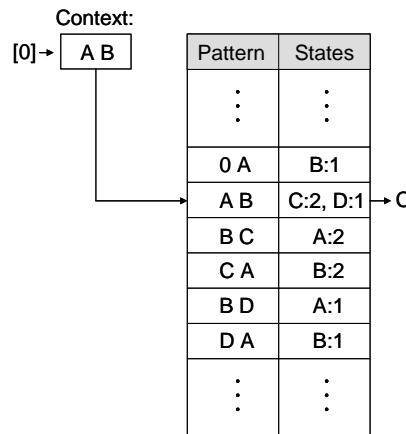 Context:
[0] A B
Pattern States
0 A B:1
A B C:2, D:1 C
B C A:2
C A B:2
B D A:1
D A B:1